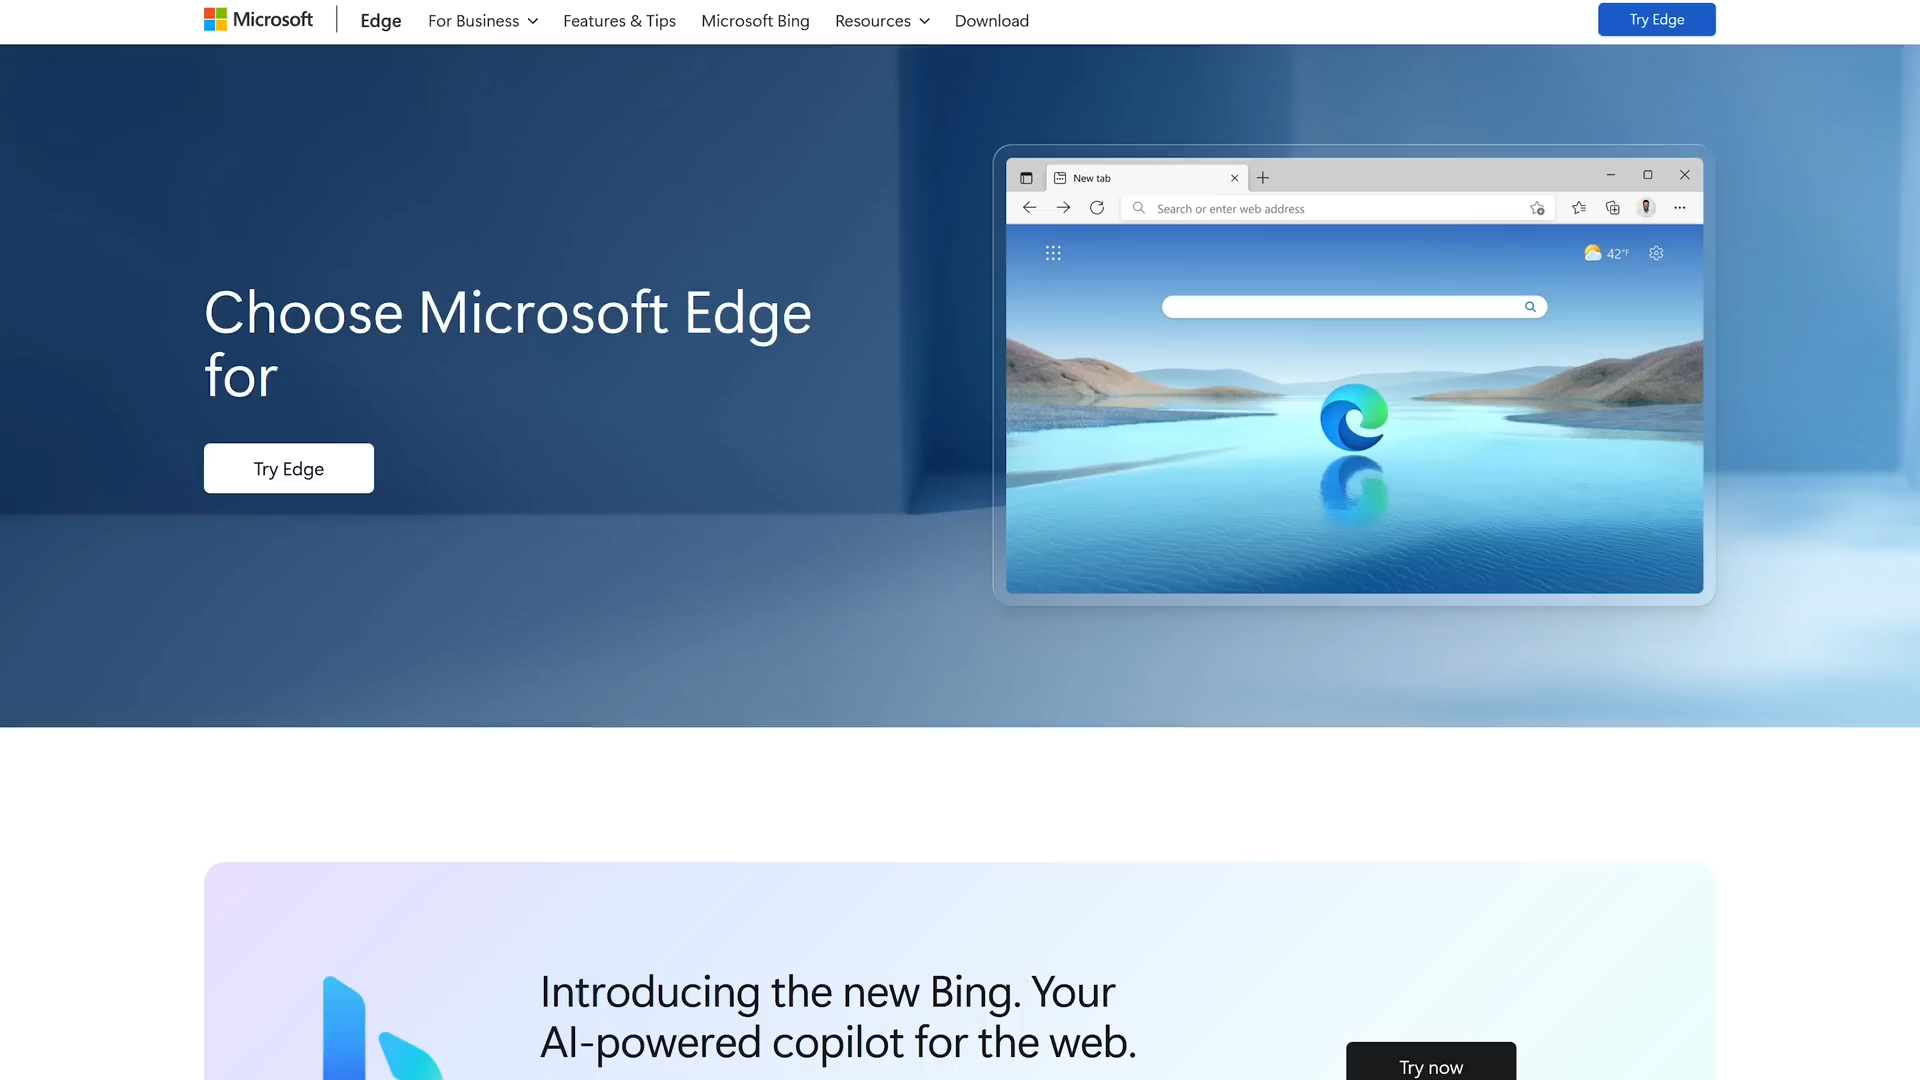 Microsoft
Edge
For Business
Features & Tips
Microsoft Bing
Resources
Download
Try Edge
New tab
Search or enter web address
42°F
Choose Microsoft Edge
for
Try Edge
Introducing the new Bing. Your
AI-powered copilot for the web.
Try now